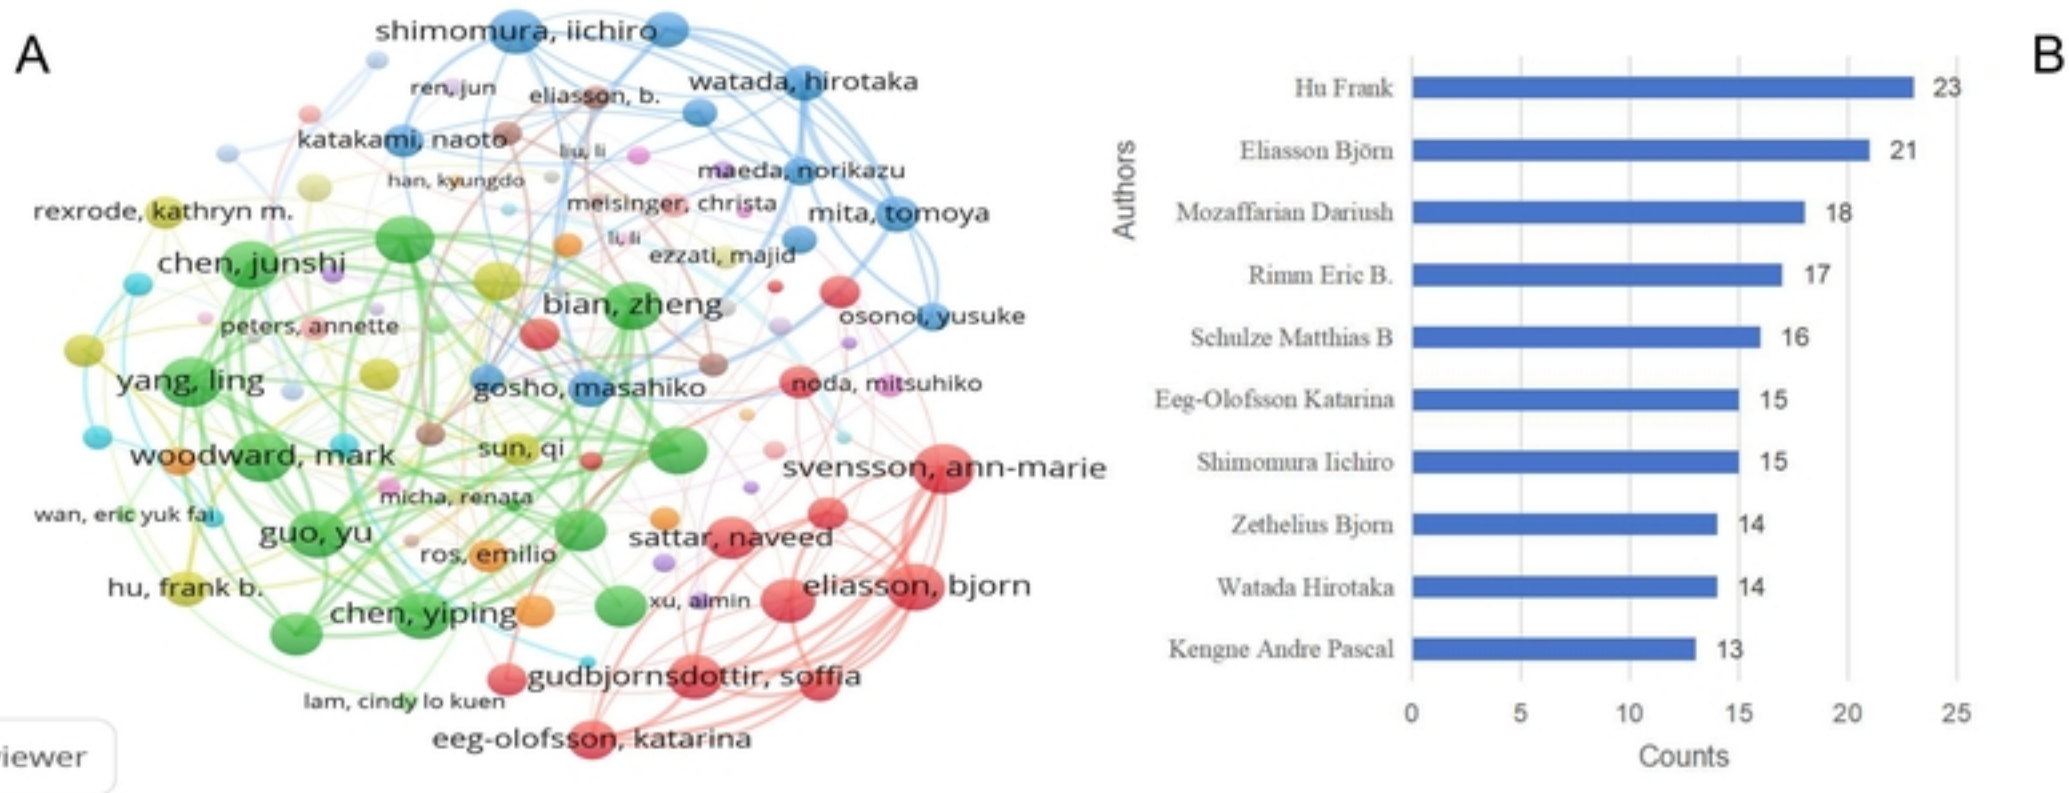 A
shimomura, iichiro
watada, hirotaka
ren, jun
eliasson, b.
katakami, naoto
liu, li
maeda, norikazu
han, kyungdo
meisinger, christa
rexrode, kathryn m.
mita, tomoya
li, li
ezzati, majid
chen, junshi
bian, zheng
osonoi, yusuke
peters, annette
yang, ling
gosho, masahiko
noda, mitsuhiko
sun, qi
woodward, mark
svensson, ann-marie
micha, renata
wan, eric yuk fai
guo, yu
sattar, naveed
ros, emilio
hu, frank b.
eliasson, bjorn
xu, aimin
chen, yiping
gudbjornsdottir, soffia
lam, cindy lo kuen
eeg-olofsson, katarina
iewer
B
Authors
Hu Frank 23
Eliasson Björn 21
Mozaffarian Dariush 18
Rimm Eric B. 17
Schulze Matthias B 16
Eeg-Olofsson Katarina 15
Shimomura Iichiro 15
Zethelius Bjorn 14
Watada Hirotaka 14
Kengne Andre Pascal 13
0 5 10 15 20 25
Counts